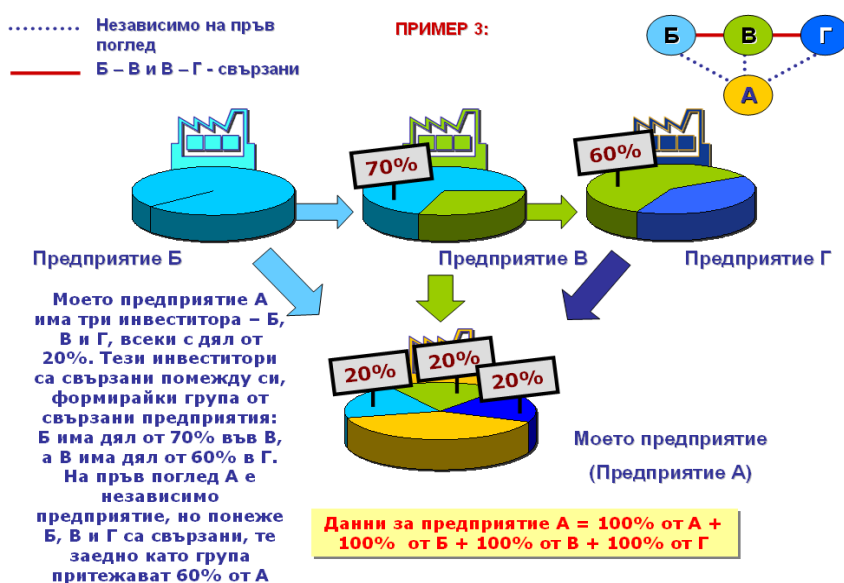 Независимо на пръв
поглед
Б – В и В – Г - свързани
ПРИМЕР 3:
Б
В
Г
А
70%
60%
Предприятие Б
Предприятие В
Предприятие Г
Моето предприятие А
има три инвеститора – Б,
В и Г, всеки с дял от
20%. Тези инвеститори
са свързани помежду си,
формирайки група от
свързани предприятия:
Б има дял от 70% във В,
а В има дял от 60% в Г.
На пръв поглед А е
независимо
предприятие, но понеже
Б, В и Г са свързани, те
заедно като група
притежават 60% от А
20%
20%
20%
Моето предприятие
(Предприятие А)
Данни за предприятие А = 100% от А +
100% от Б + 100% от В + 100% от Г